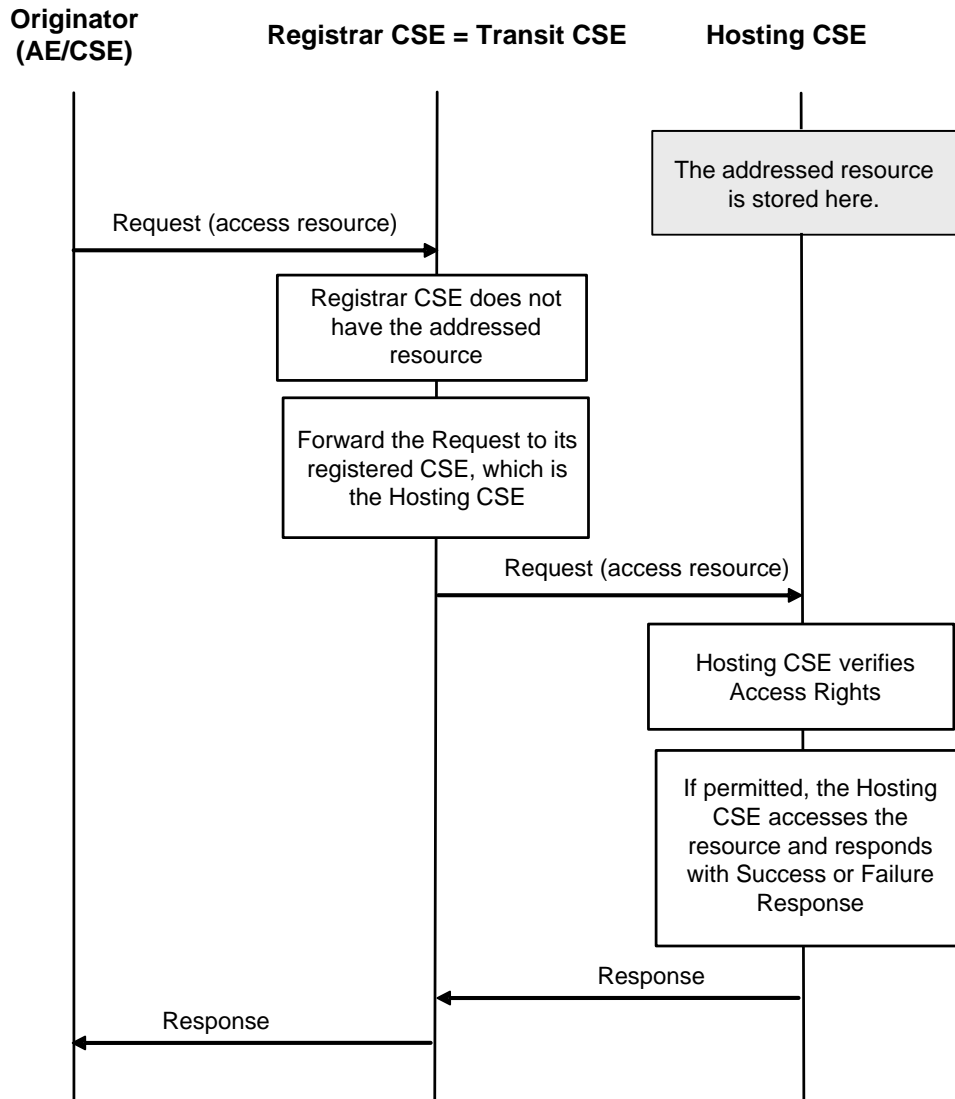 Originator
(AE/CSE)
Registrar CSE = Transit CSE
Hosting CSE
The addressed resource
is stored here.
Request (access resource)
Registrar CSE does not
have the addressed
resource
Forward the Request to its
registered CSE, which is
the Hosting CSE
Request (access resource)
Hosting CSE verifies
Access Rights
If permitted, the Hosting
CSE accesses the
resource and responds
with Success or Failure
Response
Response
Response